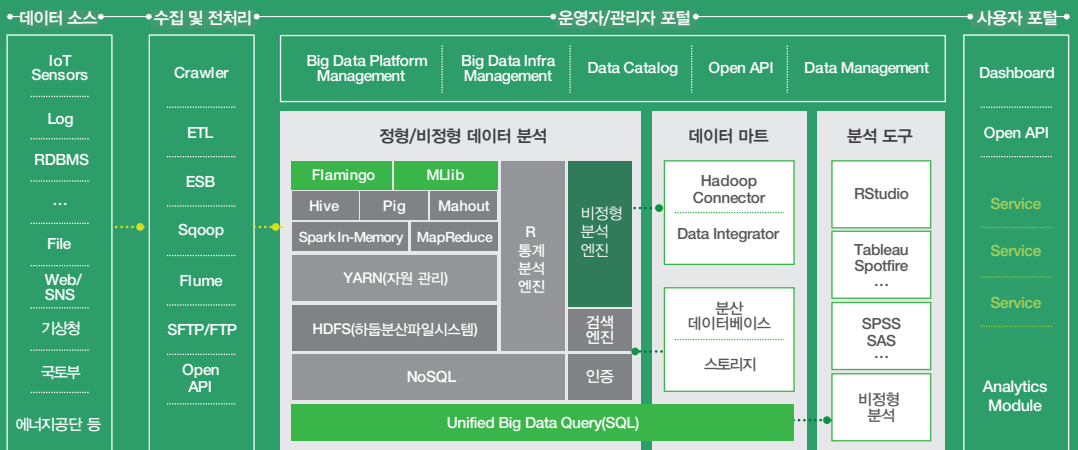 데이터 소스
수집 및 전처리
운영자/관리자 포털
사용자 포털
IoT
Sensors
Log
RDBMS
...
File
Web/
SNS
기상청
국토부
에너지공단 등
Crawler
ETL
ESB
Sqoop
Flume
SFTP/FTP
Open
API
Big Data Platform
Management
Big Data Infra
Management
Data Catalog
Open API
Data Management
정형/비정형 데이터 분석
Flamingo
MLlib
Hive
Pig
Mahout
Spark In-Memory
MapReduce
YARN(자원 관리)
HDFS(하둡분산파일시스템)
NoSQL
R
통계
분석
엔진
비정형
분석
엔진
검색
엔진
인증
Unified Big Data Query(SQL)
데이터 마트
Hadoop
Connector
Data Integrator
분산
데이터베이스
스토리지
분석 도구
RStudio
Tableau
Spotfire
...
SPSS
SAS
...
비정형
분석
Dashboard
Open API
Service
Service
Service
Analytics
Module